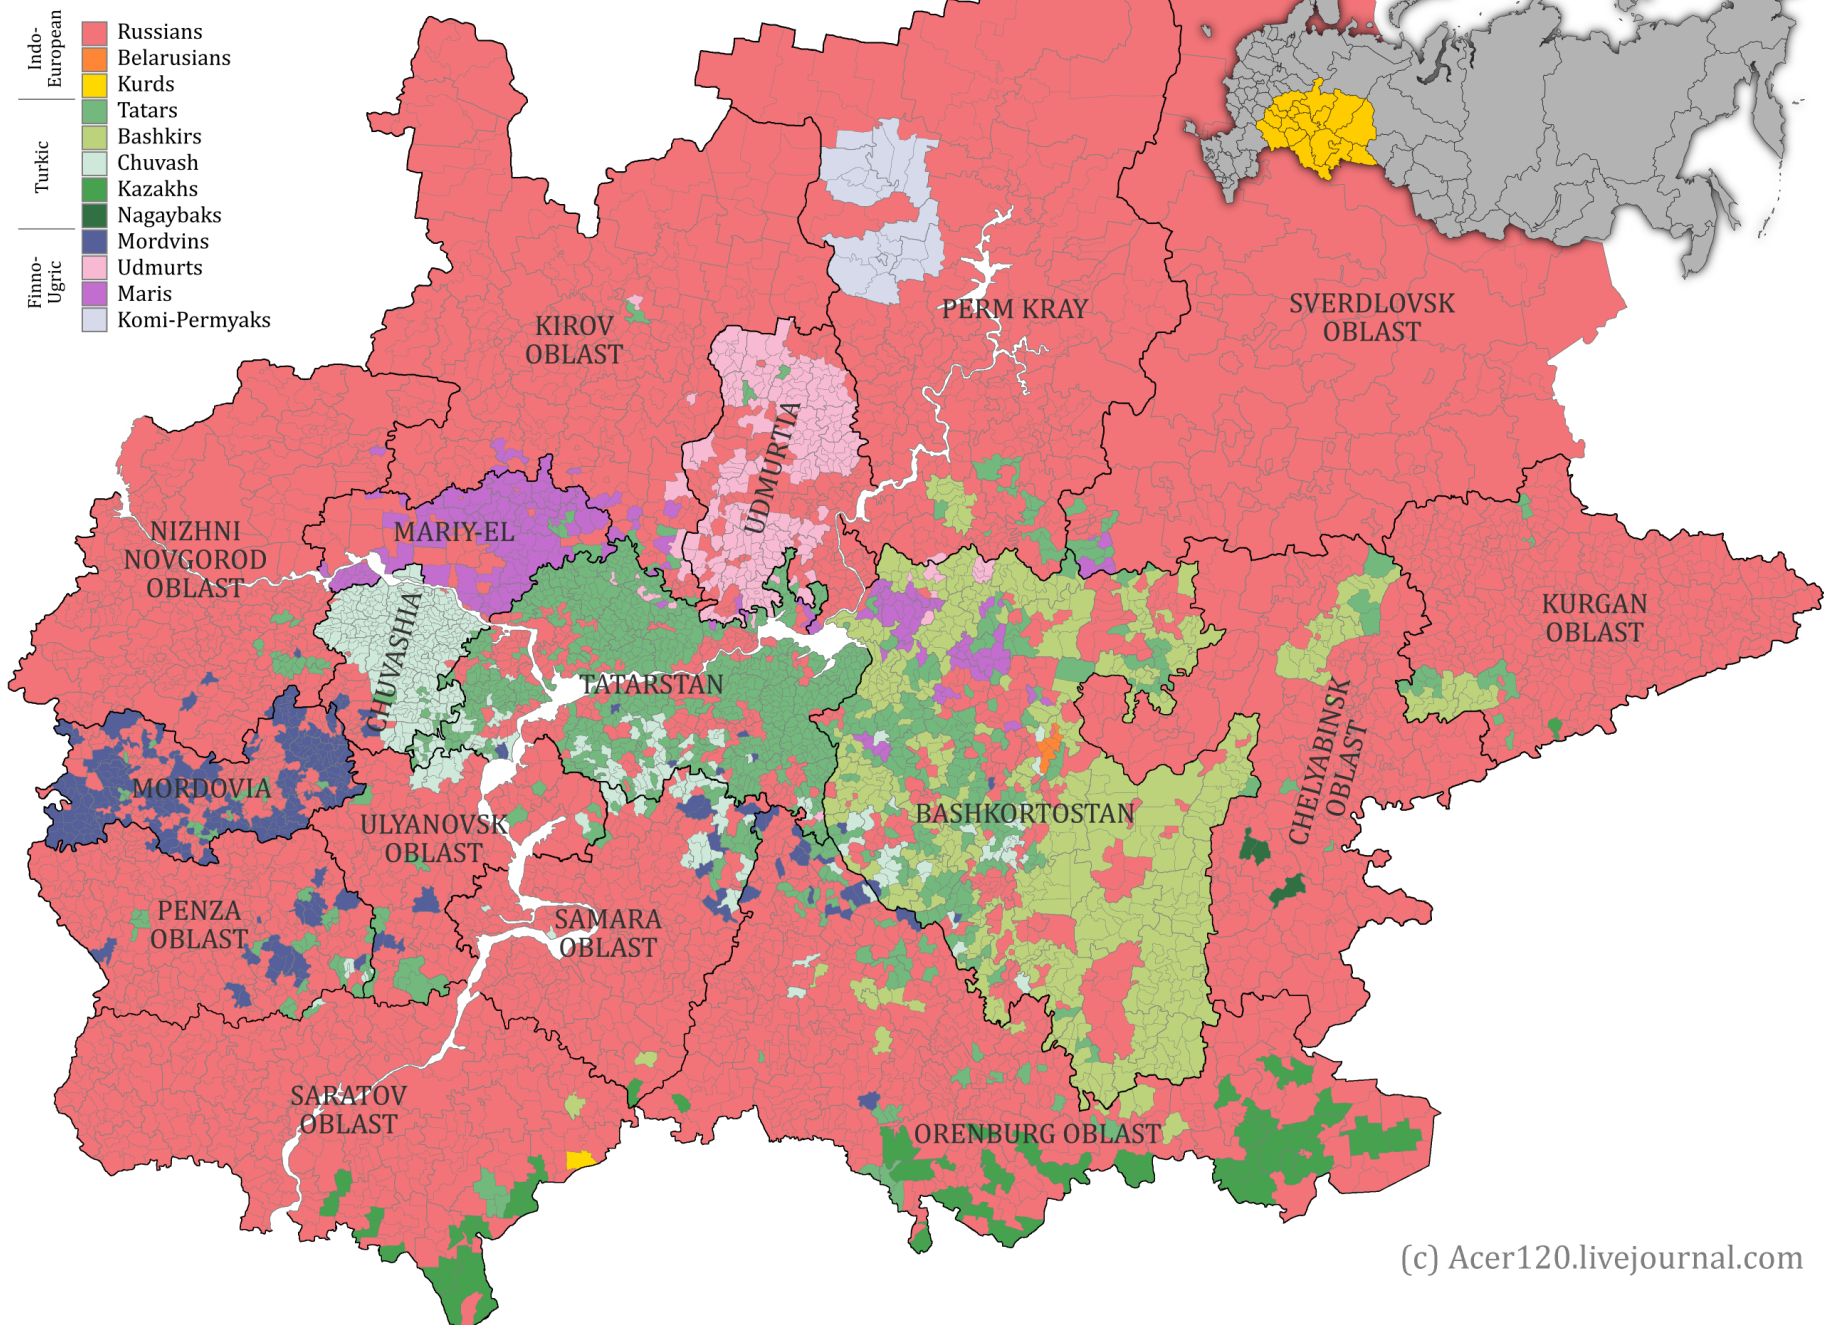 Indo-
European
Turkic
Finno-
Ugric
Russians
Belarusians
Kurds
Tatars
Bashkirs
Chuvash
Kazakhs
Nagaybaks
Mordvins
Udmurts
Maris
Komi-Permyaks
KIROV
OBLAST
PERM KRAY
SVERDLOVSK
OBLAST
UDMURTIA
NIZHNI
NOVGOROD
OBLAST
MARIY-EL
CHUVASHIA
TATARSTAN
KURGAN
OBLAST
CHELYABINSK
OBLAST
MORDOVIA
ULYANOVSK
OBLAST
BASHKORTOSTAN
PENZA
OBLAST
SAMARA
OBLAST
SARATOV
OBLAST
ORENBURG OBLAST
(c) Acer120.livejournal.com